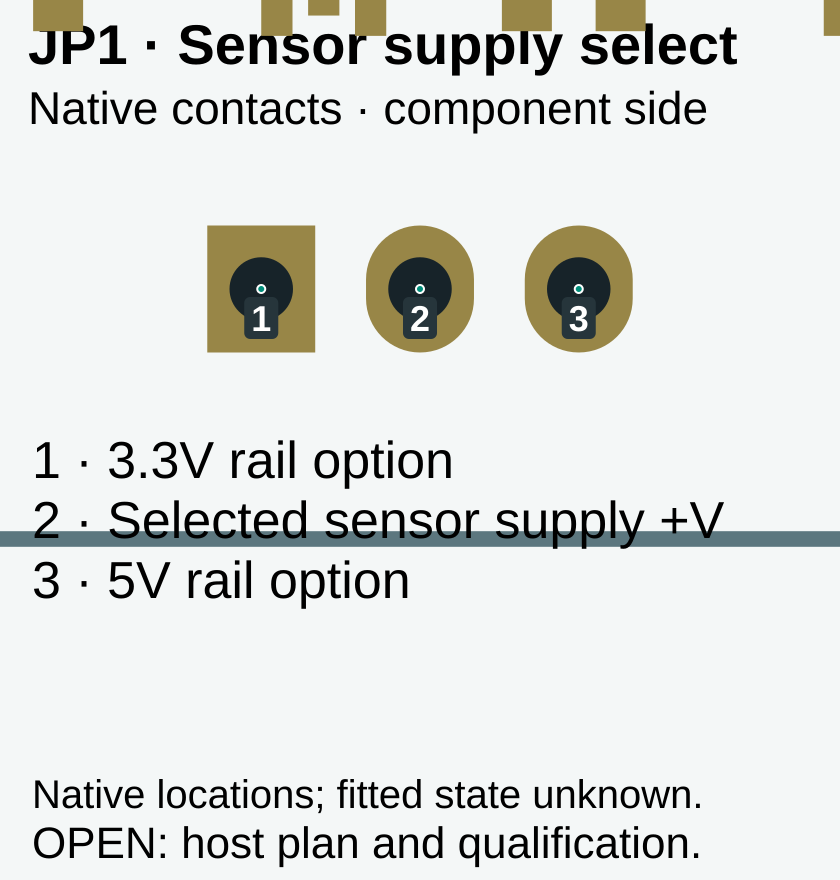 JP1 · Sensor supply select
Native contacts · component side
1 2 3
1 · 3.3V rail option
2 · Selected sensor supply +V
3 · 5V rail option
Native locations; fitted state unknown.
OPEN: host plan and qualification.